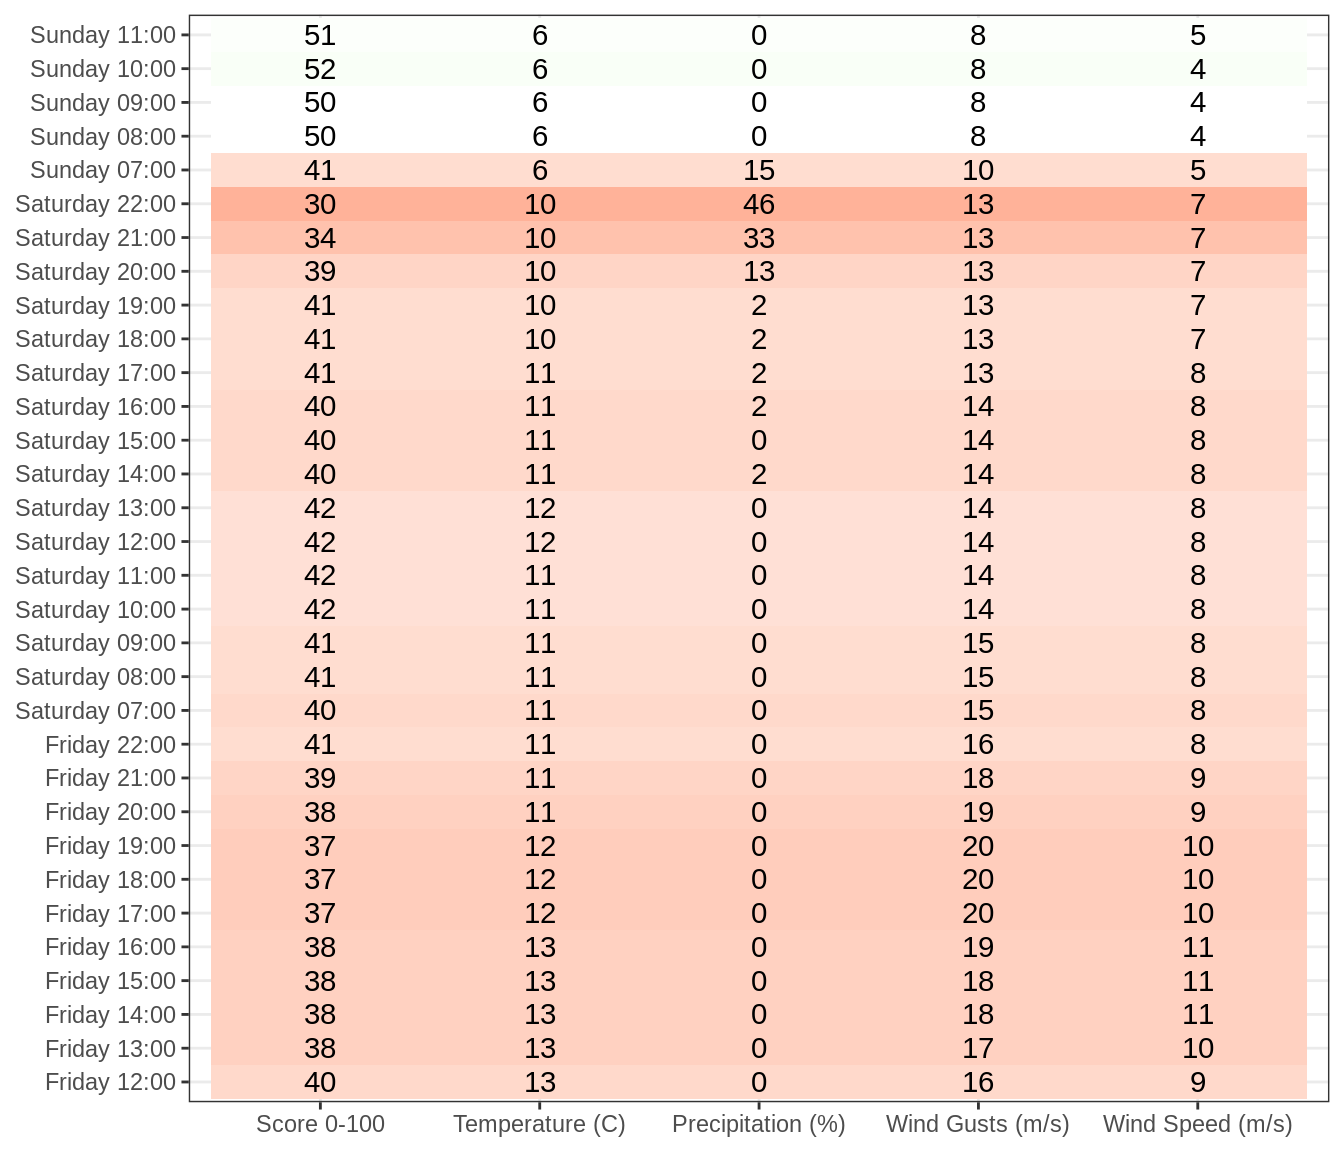 Sunday 11:00 51 6 0 8 5
Sunday 10:00 52 6 0 8 4
Sunday 09:00 50 6 0 8 4
Sunday 08:00 50 6 0 8 4
Sunday 07:00 41 6 15 10 5
Saturday 22:00 30 10 46 13 7
Saturday 21:00 34 10 33 13 7
Saturday 20:00 39 10 13 13 7
Saturday 19:00 41 10 2 13 7
Saturday 18:00 41 10 2 13 7
Saturday 17:00 41 11 2 13 8
Saturday 16:00 40 11 2 14 8
Saturday 15:00 40 11 0 14 8
Saturday 14:00 40 11 2 14 8
Saturday 13:00 42 12 0 14 8
Saturday 12:00 42 12 0 14 8
Saturday 11:00 42 11 0 14 8
Saturday 10:00 42 11 0 14 8
Saturday 09:00 41 11 0 15 8
Saturday 08:00 41 11 0 15 8
Saturday 07:00 40 11 0 15 8
Friday 22:00 41 11 0 16 8
Friday 21:00 39 11 0 18 9
Friday 20:00 38 11 0 19 9
Friday 19:00 37 12 0 20 10
Friday 18:00 37 12 0 20 10
Friday 17:00 37 12 0 20 10
Friday 16:00 38 13 0 19 11
Friday 15:00 38 13 0 18 11
Friday 14:00 38 13 0 18 11
Friday 13:00 38 13 0 17 10
Friday 12:00 40 13 0 16 9
Score 0-100 Temperature (C) Precipitation (%) Wind Gusts (m/s) Wind Speed (m/s)